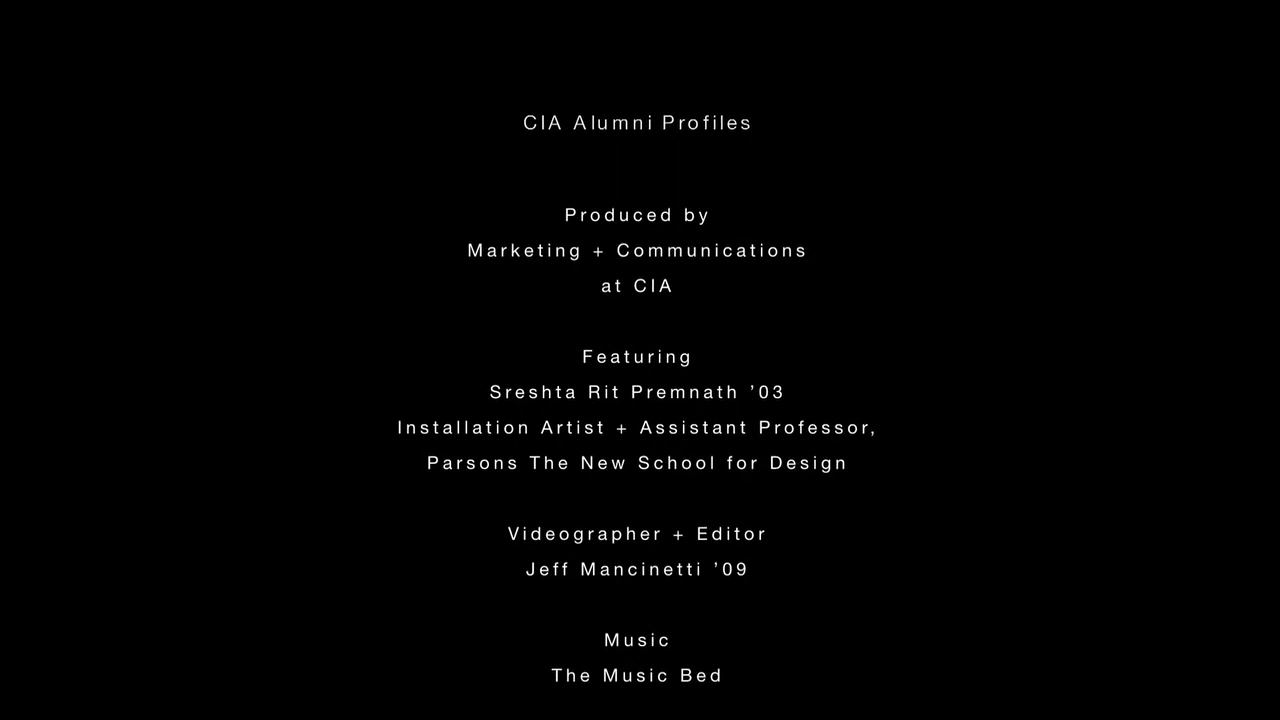 CIA Alumni Profiles
Produced by
Marketing + Communications
at CIA
Featuring
Sreshta Rit Premnath ’03
Installation Artist + Assistant Professor,
Parsons The New School for Design
Videographer + Editor
Jeff Mancinetti ’09
Music
The Music Bed